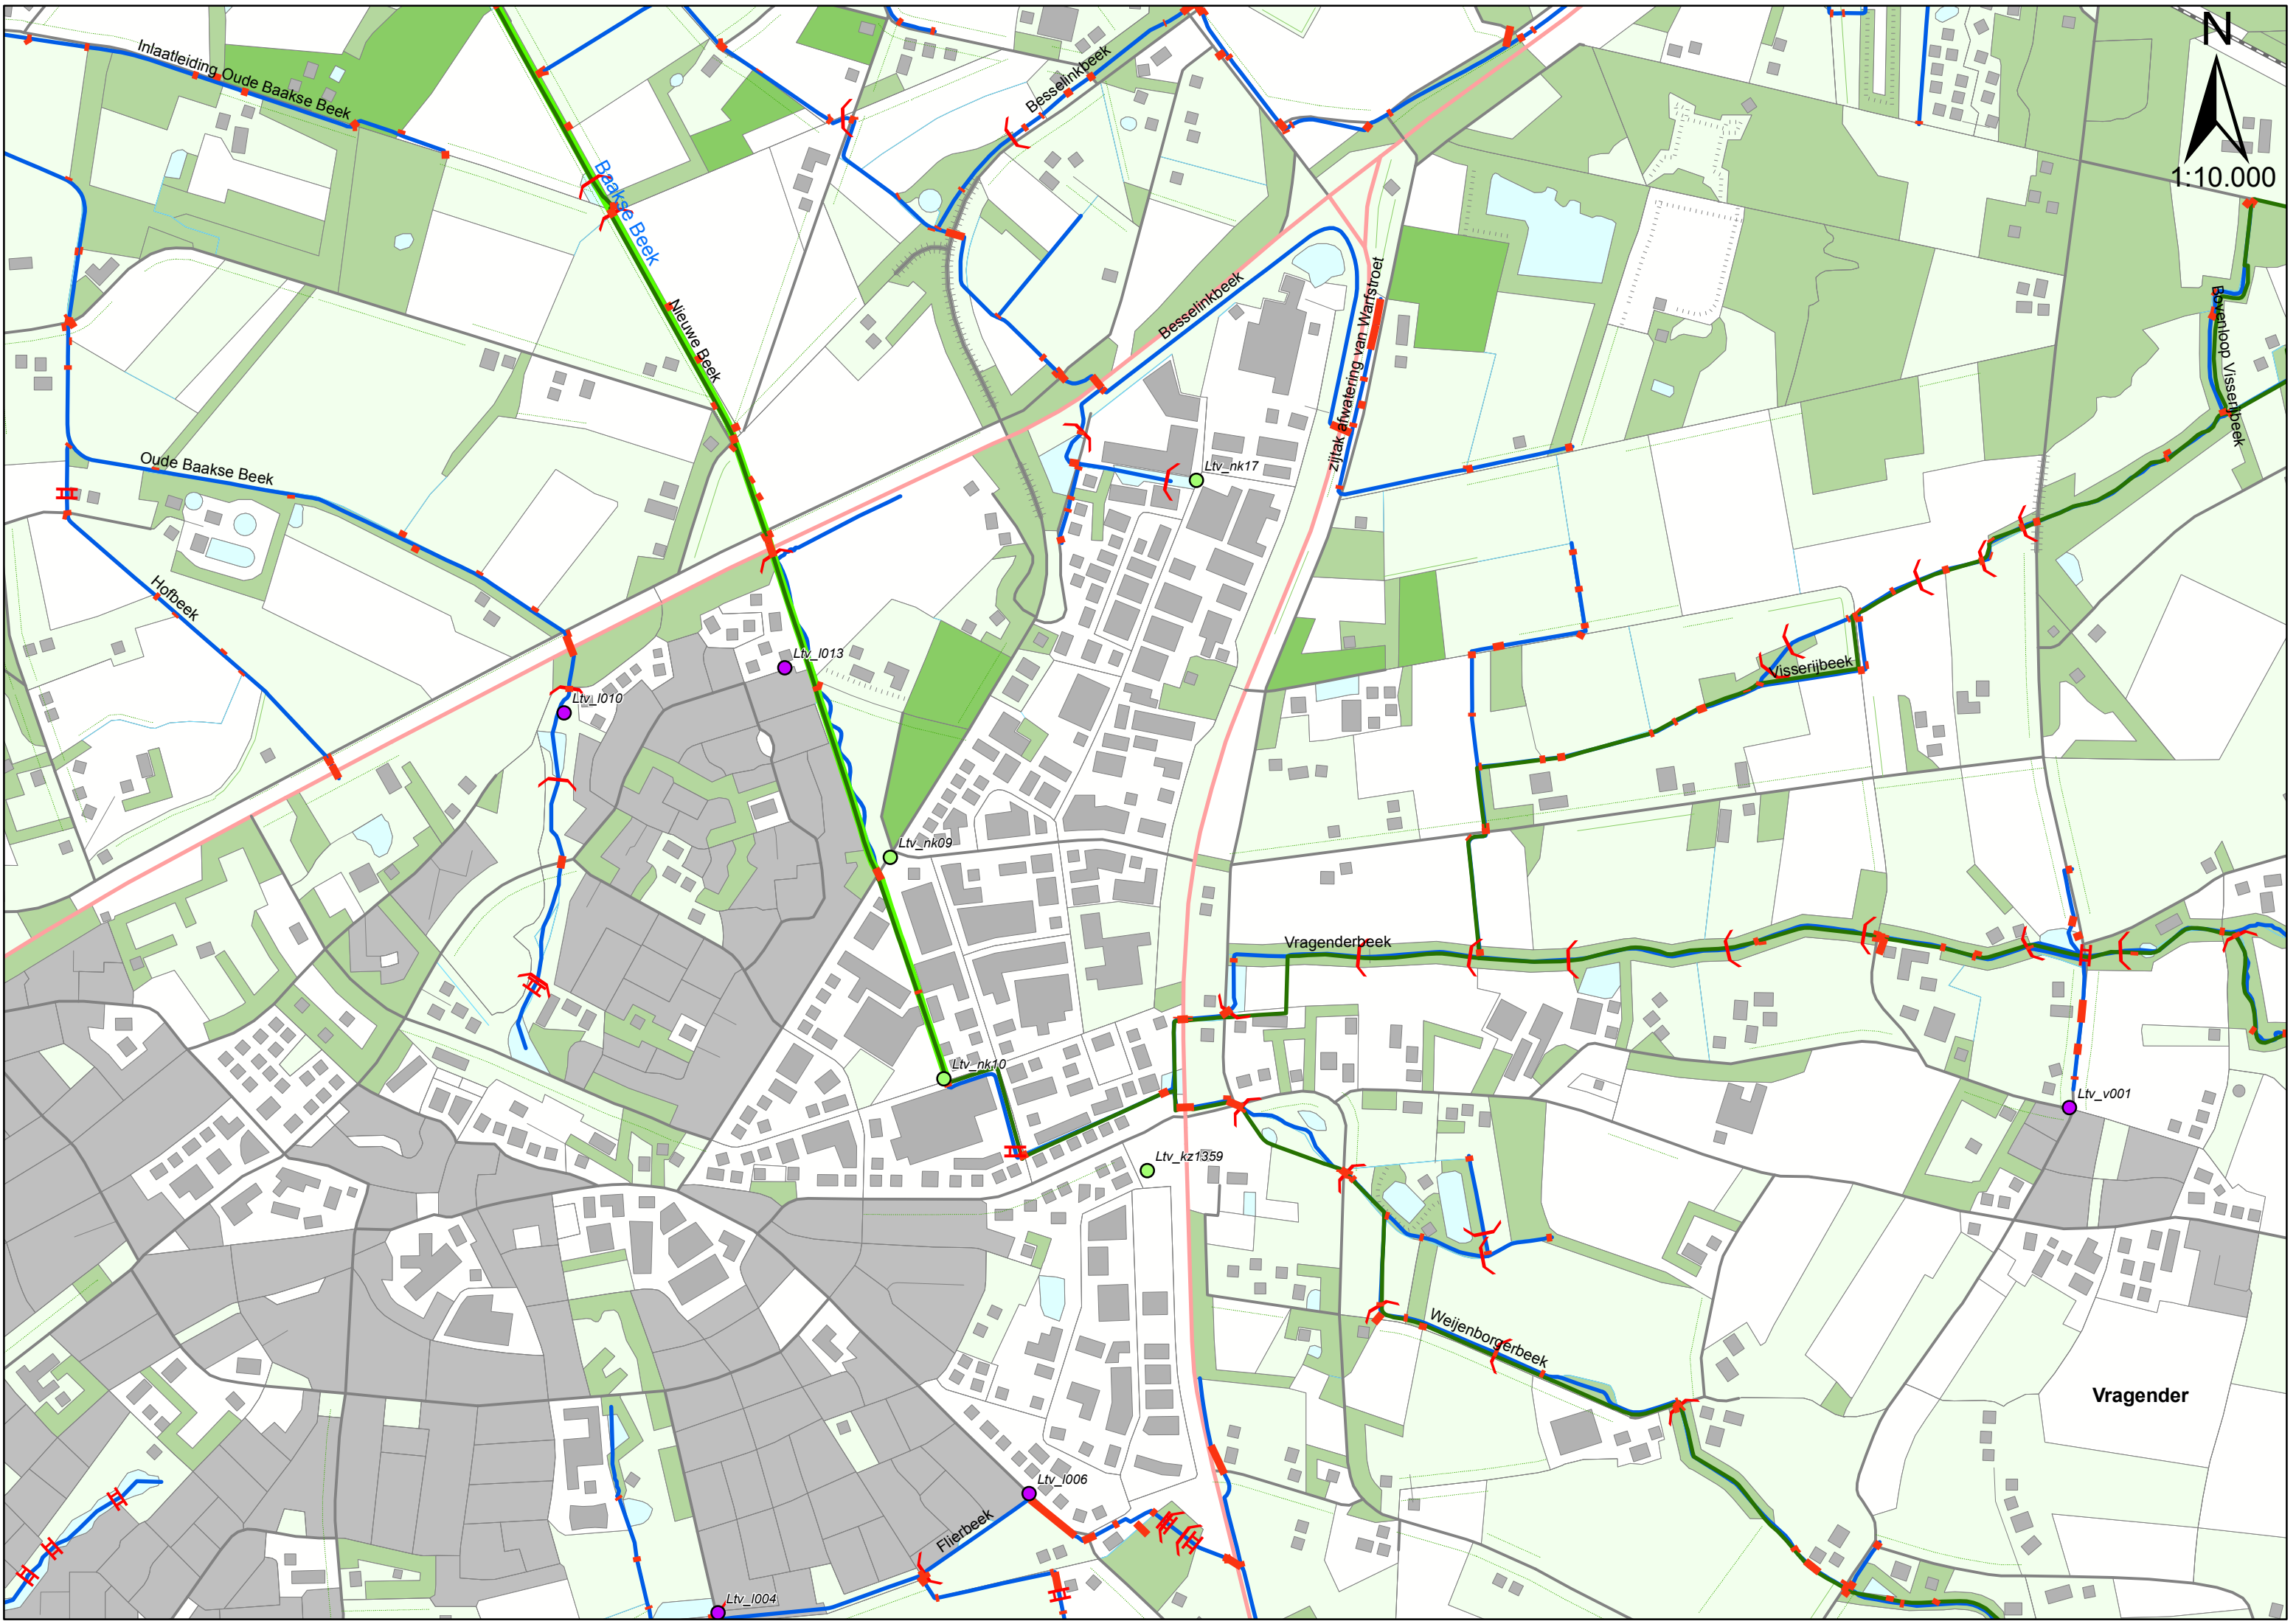 N
1:10.000
Inlaatleiding Oude Baakse Beek
Besselinkbeek
Baakse Beek
Nieuwe Beek
Besselinkbeek
zijtak afwatering van Warfstroet
Bovenloop Visserijbeek
Oude Baakse Beek
Ltv_nk17
Hofbeek
Ltv_l013
Visserijbeek
Ltv_l010
Ltv_nk09
Vragenderbeek
Ltv_nk10
Ltv_v001
Ltv_kz1359
Weijenborgerbeek
Vragender
Ltv_l006
Flierbeek
Ltv_l004